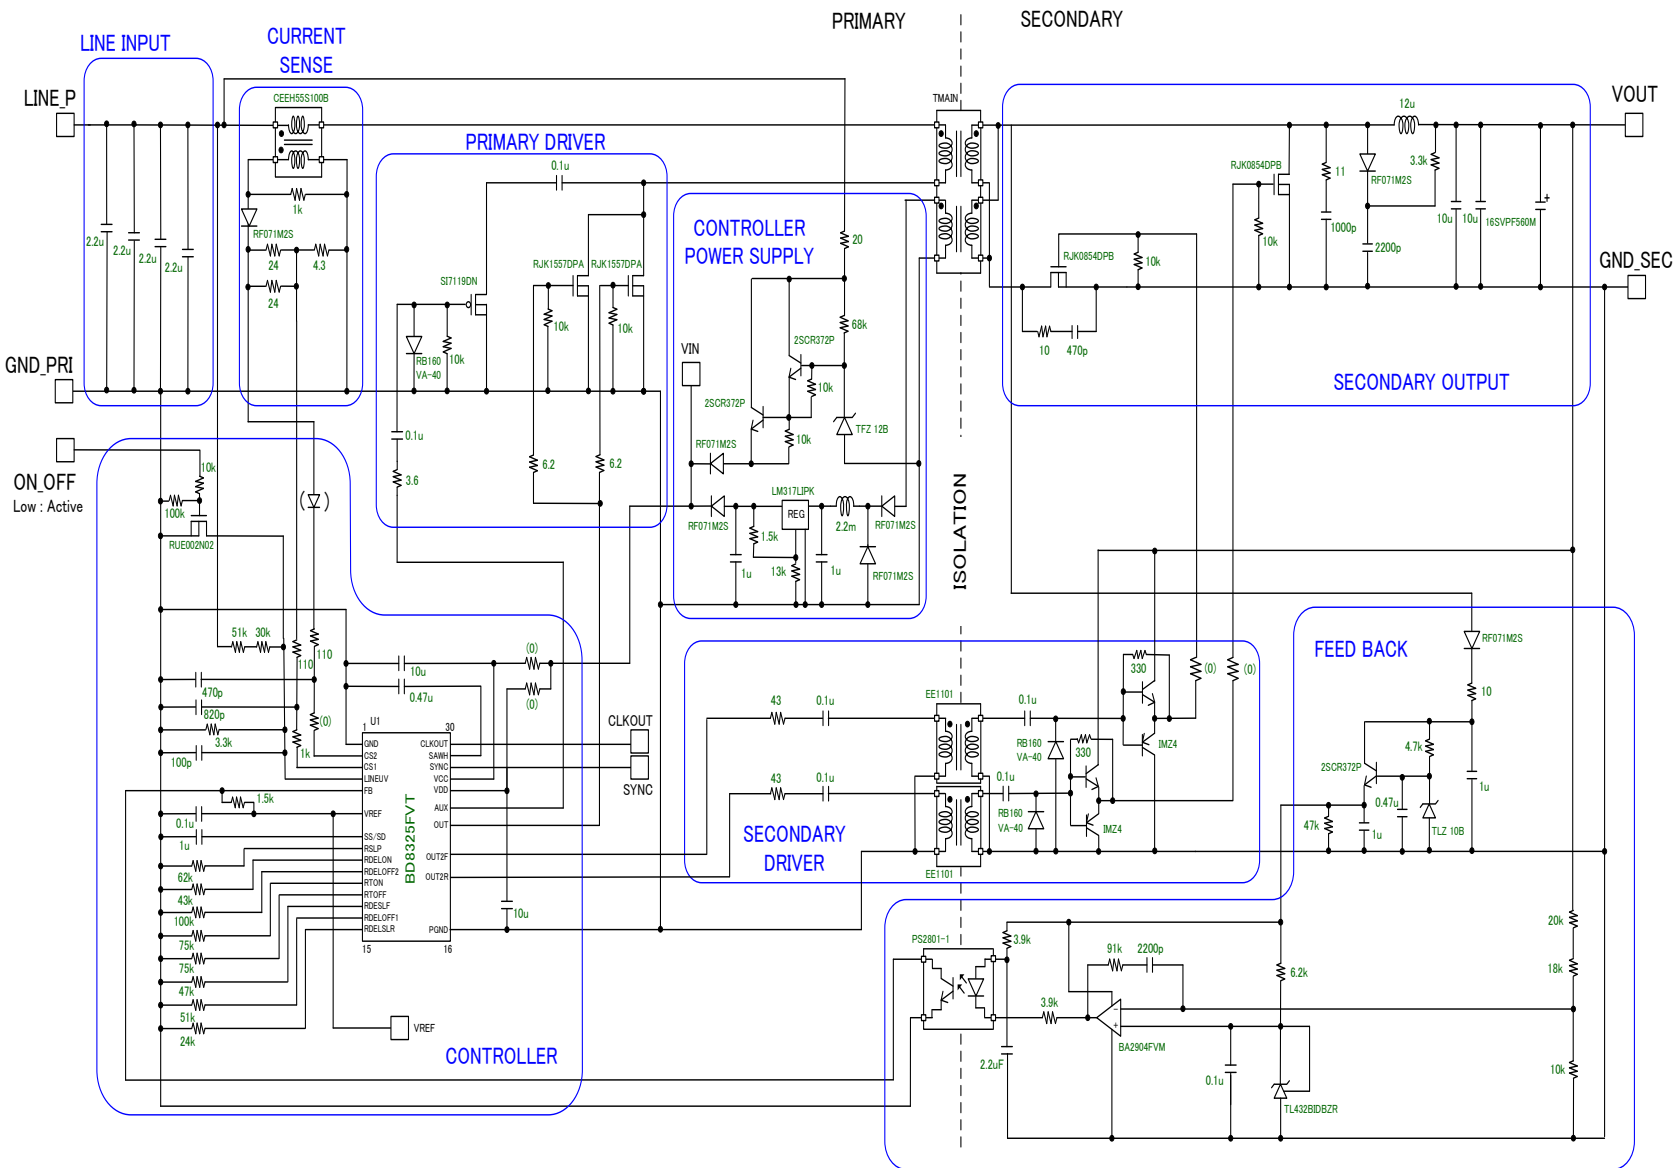 PRIMARY
SECONDARY
LINE INPUT
CURRENT
SENSE
CEEH55S100B
LINE_P
2.2u
2.2u
2.2u
2.2u
1k
RF071M2S
24
4.3
24
GND_PRI
PRIMARY DRIVER
0.1u
SI7119DN
RJK1557DPA
RJK1557DPA
RB160
VA-40
10k
10k
10k
0.1u
3.6
6.2
6.2
CONTROLLER
POWER SUPPLY
20
68k
VIN
2SCR372P
10k
2SCR372P
10k
TFZ 12B
RF071M2S
LM317LIPK
REG
RF071M2S
1.5k
2.2m
RF071M2S
1u
13k
1u
RF071M2S
TMAIN
ISOLATION
12u
VOUT
RJK0854DPB
11
RF071M2S
3.3k
10k
1000p
10u
10u
+
16SVPF560M
2200p
RJK0854DPB
10k
GND_SEC
10
470p
SECONDARY OUTPUT
ON_OFF
Low : Active
10k
100k
RUE002N02
( )
51k
30k
110
110
470p
820p
(0)
3.3k
1k
100p
10u
0.47u
(0)
(0)
CLKOUT
SYNC
U1
1
30
GND
CS2
CS1
LINEUV
FB
VREF
SS/SD
RSLP
RDELON
RDELOFF2
RTON
RTOFF
RDESLF
RDELOFF1
RDELSLR
BD8325FVT
CLKOUT
SAWH
SYNC
VCC
VDD
AUX
OUT
OUT2F
OUT2R
PGND
15
16
1.5k
0.1u
1u
62k
43k
100k
75k
75k
47k
51k
24k
10u
VREF
CONTROLLER
43
0.1u
43
0.1u
EE1101
EE1101
0.1u
RB160
VA-40
0.1u
RB160
VA-40
330
330
IMZ4
IMZ4
(0)
(0)
SECONDARY
DRIVER
FEED BACK
RF071M2S
10
4.7k
2SCR372P
0.47u
1u
47k
1u
TLZ 10B
PS2801-1
3.9k
91k
2200p
6.2k
20k
18k
3.9k
-
+
BA2904FVM
2.2uF
0.1u
TL432BIDBZR
10k